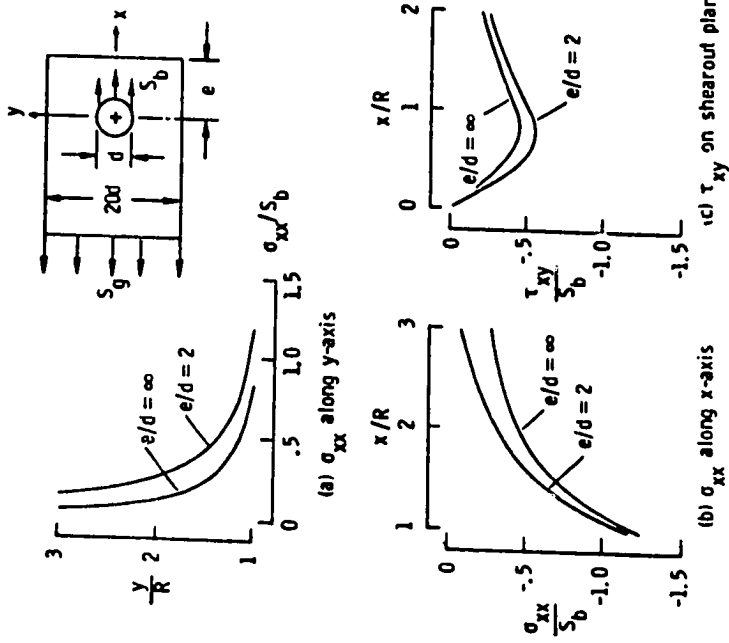 y
x
S_b
e
d
20d
S_g
3
y/R
2
1
0
.5
1.0
1.5
σ_xx/S_b
e/d = ∞
e/d = 2
(a) σ_xx along y-axis
x/R
1
2
3
0
-.5
-1.0
-1.5
σ_xx/S_b
e/d = ∞
e/d = 2
(b) σ_xx along x-axis
x/R
0
1
2
0
-.5
-1.0
-1.5
τ_xy/S_b
e/d = ∞
e/d = 2
(c) τ_xy on shearout plan